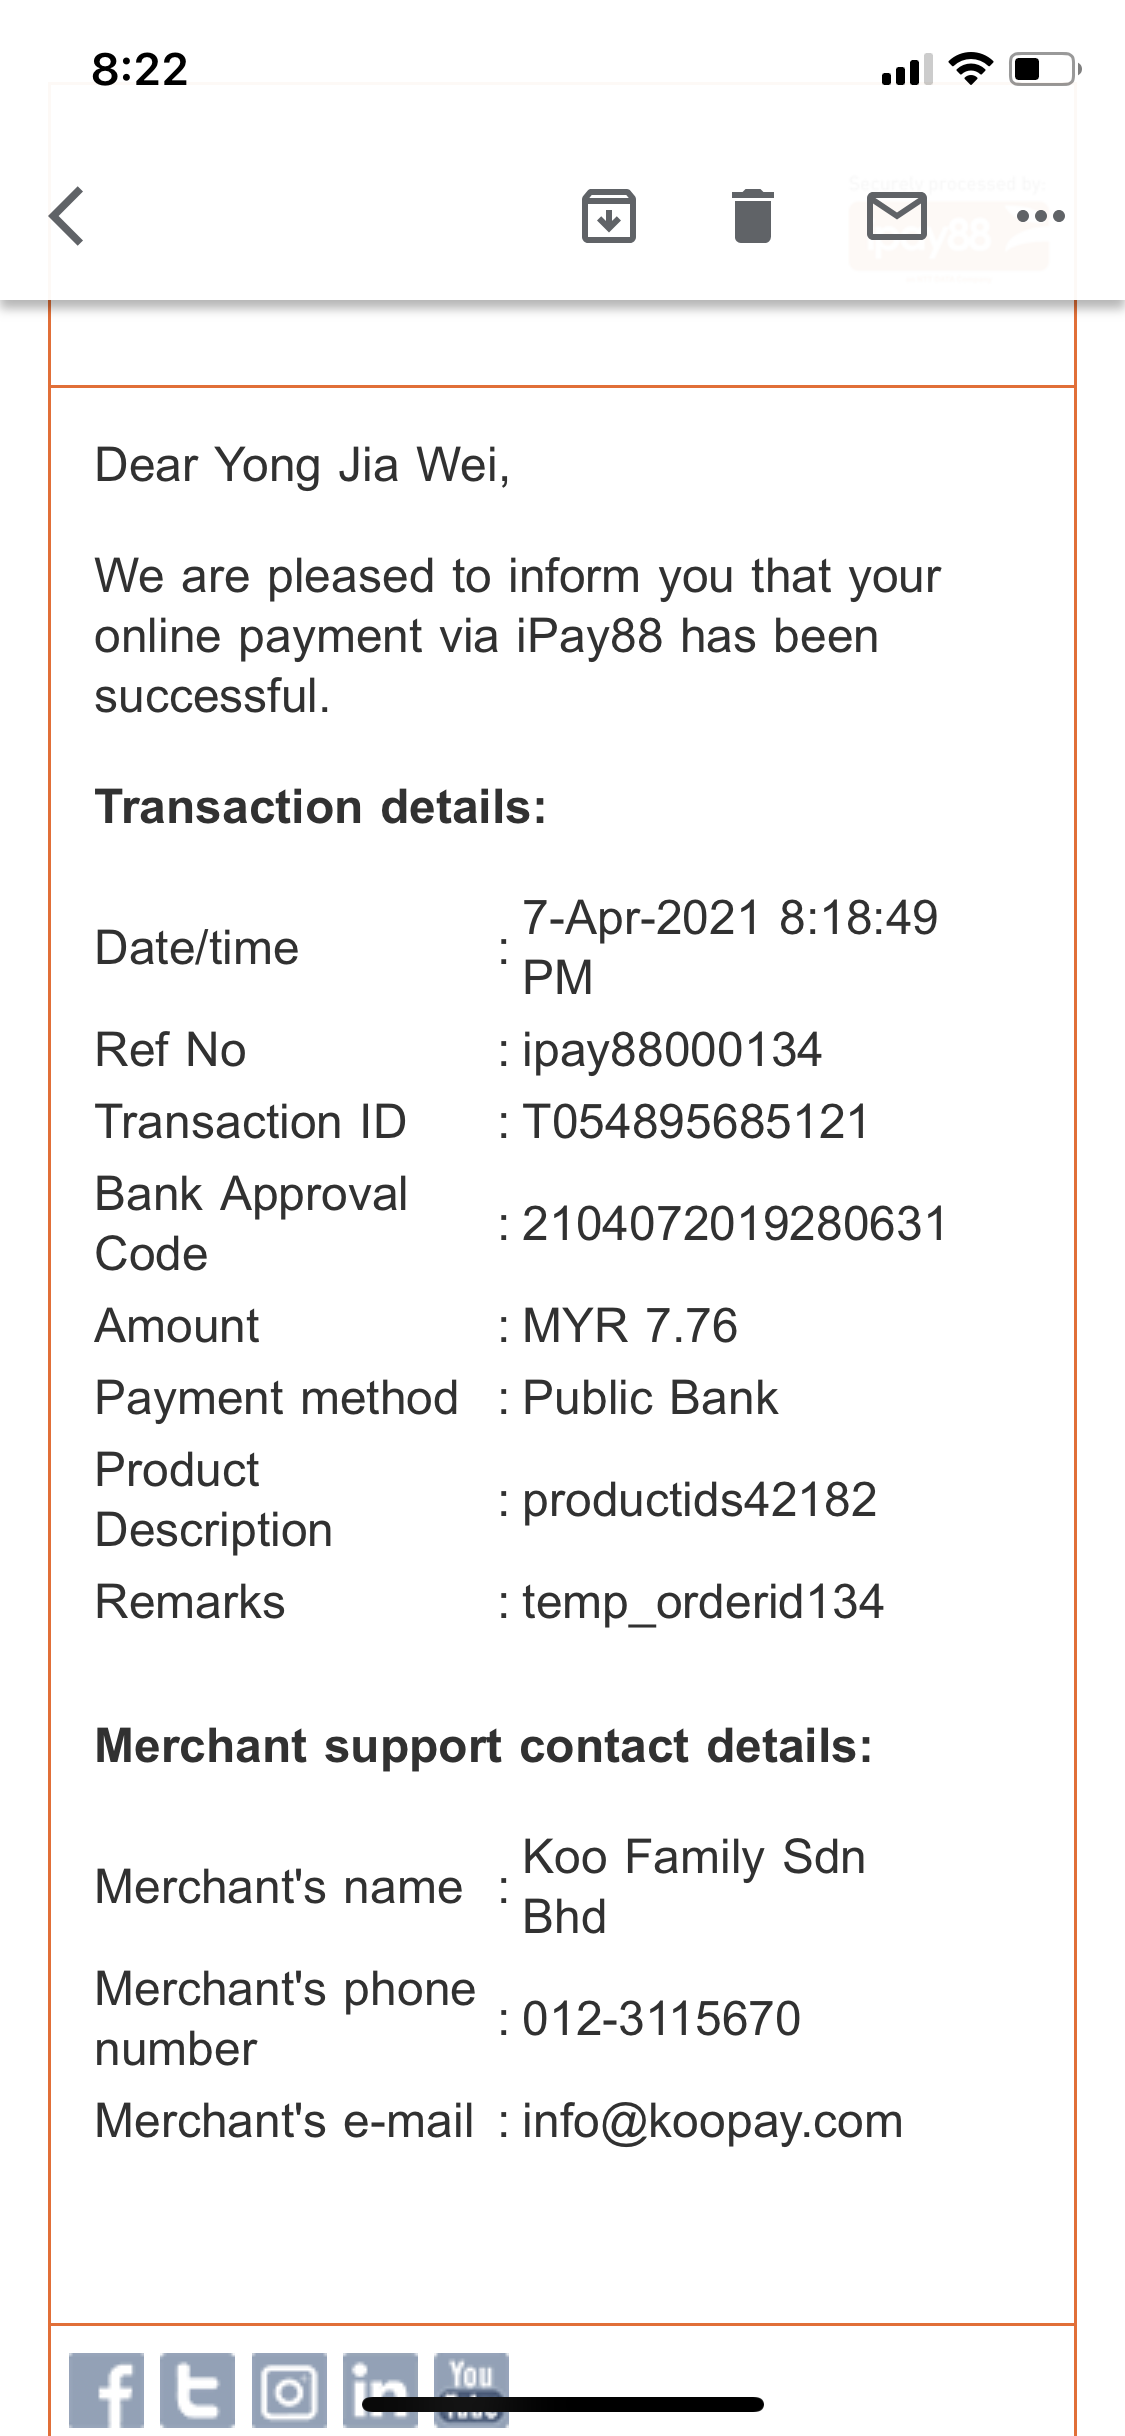 8:22
Securely processed by:
ipay88
Dear Yong Jia Wei,
We are pleased to inform you that your
online payment via iPay88 has been
successful.
Transaction details:
Date/time : 7-Apr-2021 8:18:49
PM
Ref No : ipay88000134
Transaction ID : T054895685121
Bank Approval
Code : 2104072019280631
Amount : MYR 7.76
Payment method : Public Bank
Product
Description : productids42182
Remarks : temp_orderid134
Merchant support contact details:
Merchant's name : Koo Family Sdn
Bhd
Merchant's phone
number : 012-3115670
Merchant's e-mail : info@koopay.com
f t in You
Tube